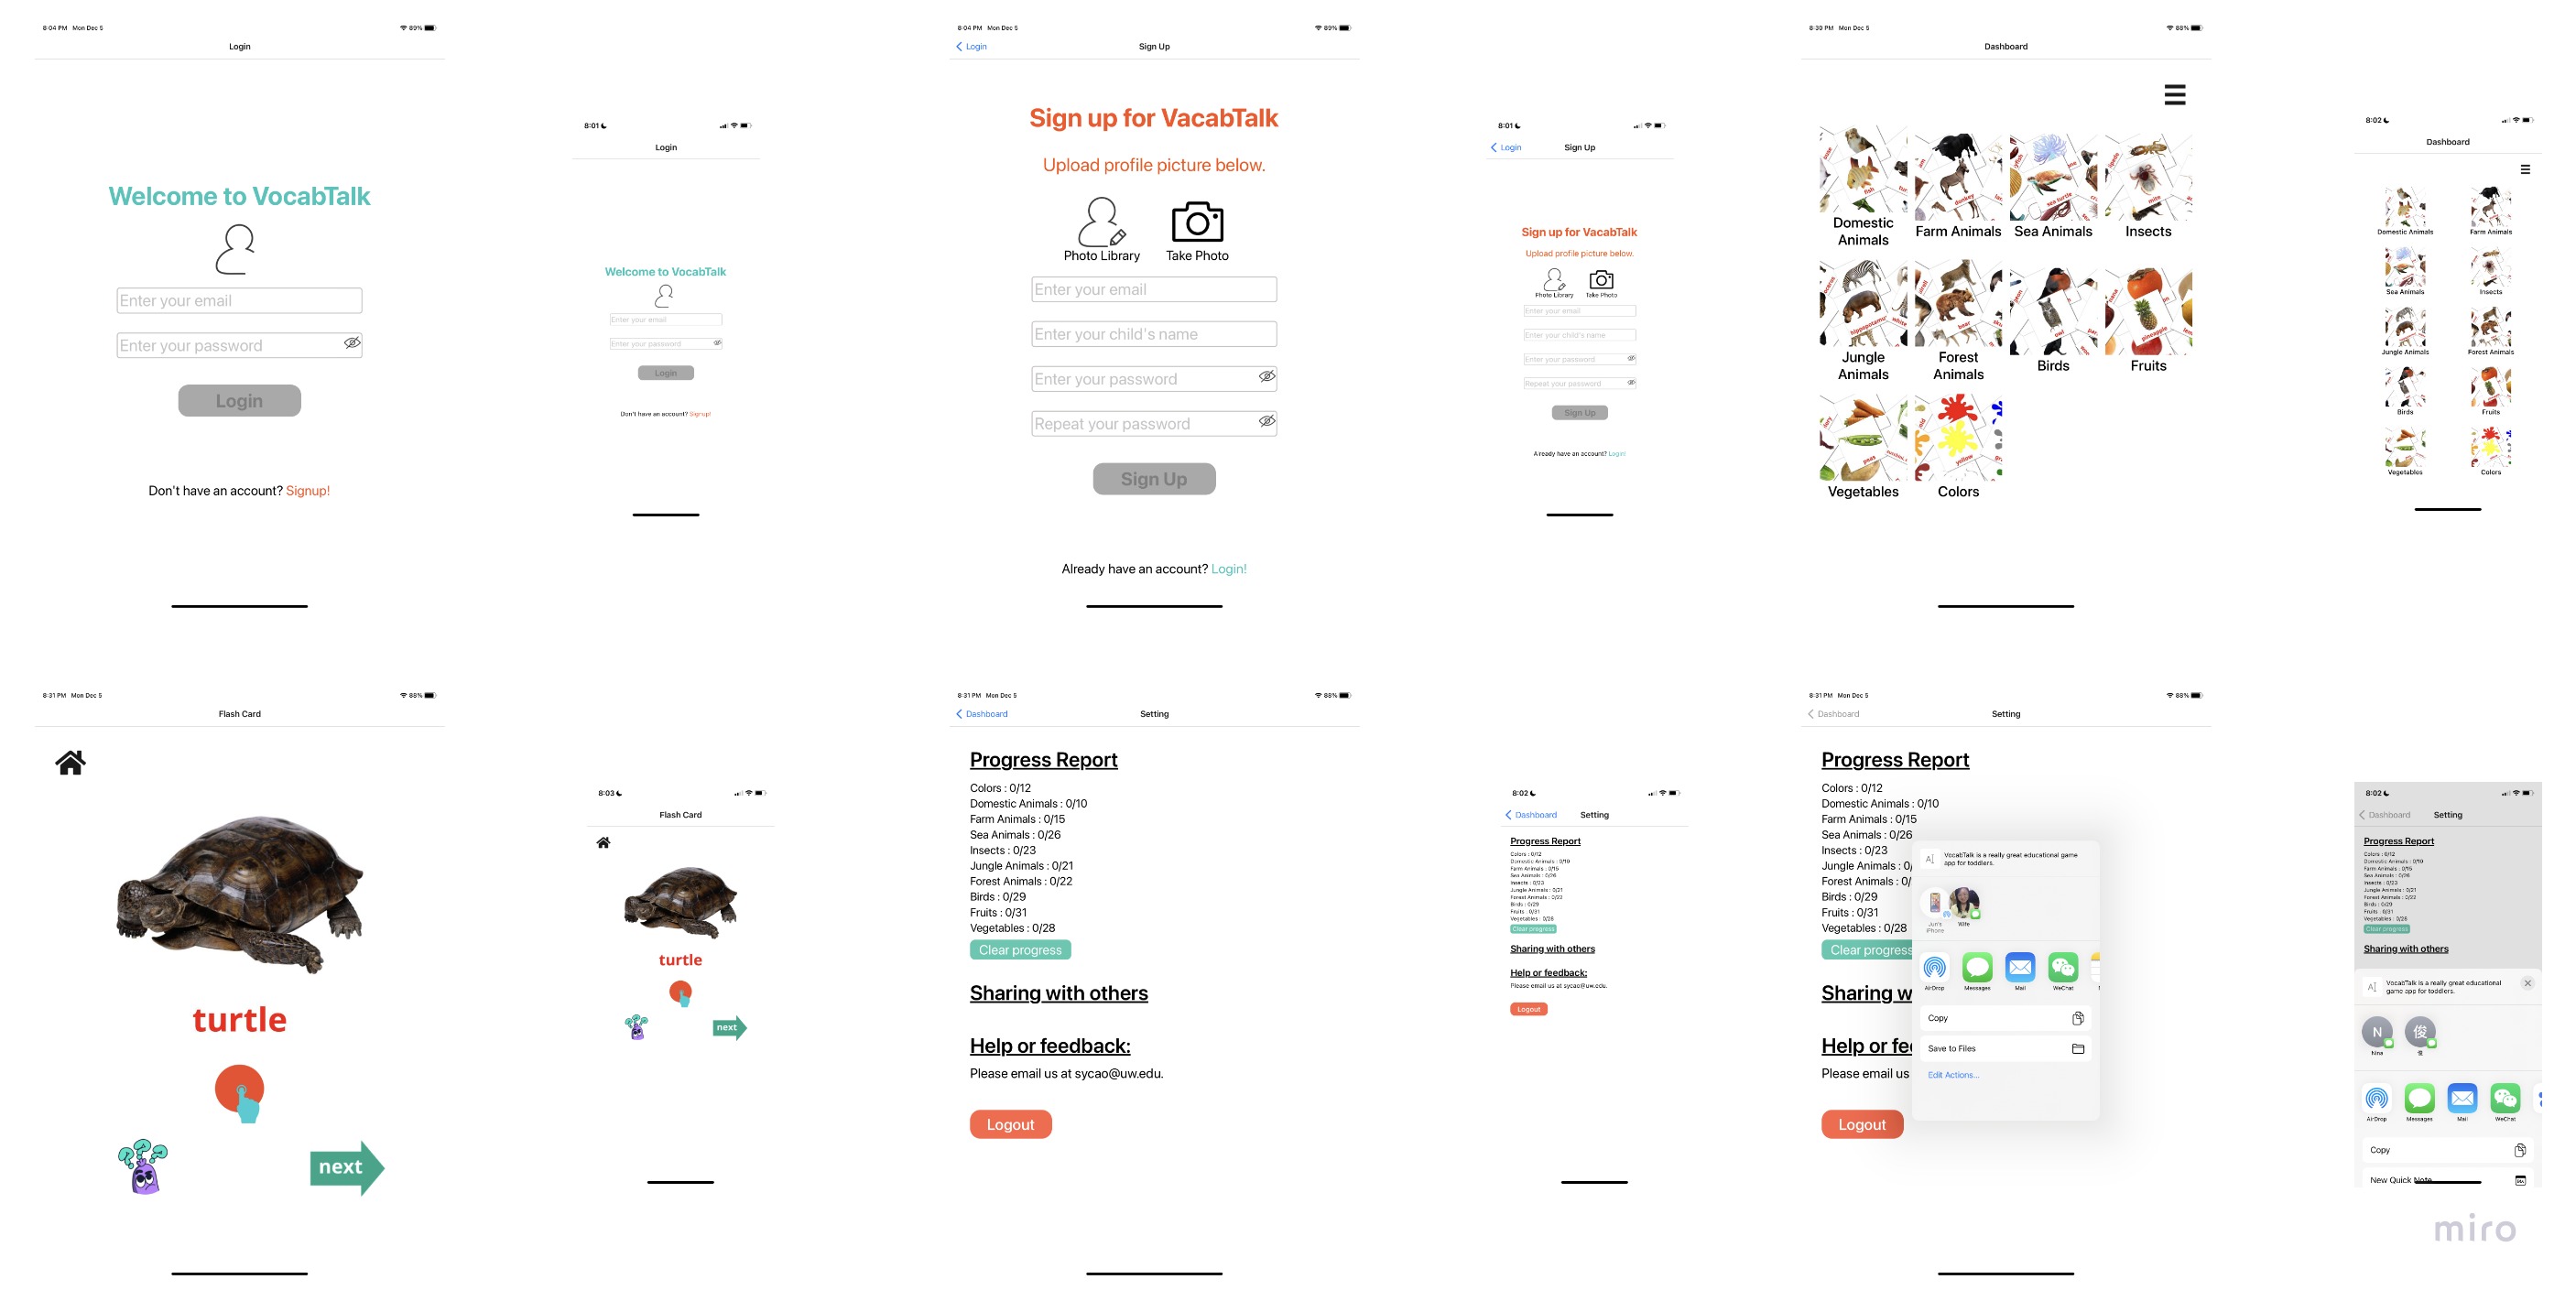 8:04 PM Mon Dec 5
89%
Login
Welcome to VocabTalk
Enter your email
Enter your password
Login
Don't have an account? Signup!
8:01
Login
Welcome to VocabTalk
Enter your email
Enter your password
Login
Don't have an account? Signup!
8:04 PM Mon Dec 5
89%
Login
Sign Up
Sign up for VacabTalk
Upload profile picture below.
Photo Library
Take Photo
Enter your email
Enter your child's name
Enter your password
Repeat your password
Sign Up
Already have an account? Login!
8:01
Login
Sign Up
Sign up for VacabTalk
Upload profile picture below.
Photo Library
Take Photo
Enter your email
Enter your child's name
Enter your password
Repeat your password
Sign Up
Already have an account? Login!
8:30 PM Mon Dec 5
88%
Dashboard
fish
donkey
sea turtle
mite
Domestic Animals
Farm Animals
Sea Animals
Insects
hippopotamus
white
bear
owl
pineapple
Jungle Animals
Forest Animals
Birds
Fruits
peas
yellow
Vegetables
Colors
8:02
Dashboard
Domestic Animals
Farm Animals
Sea Animals
Insects
Jungle Animals
Forest Animals
Birds
Fruits
Vegetables
Colors
8:31 PM Mon Dec 5
88%
Flash Card
turtle
next
8:03
Flash Card
turtle
next
8:31 PM Mon Dec 5
88%
Dashboard
Setting
Progress Report
Colors : 0/12
Domestic Animals : 0/10
Farm Animals : 0/15
Sea Animals : 0/26
Insects : 0/23
Jungle Animals : 0/21
Forest Animals : 0/22
Birds : 0/29
Fruits : 0/31
Vegetables : 0/28
Clear progress
Sharing with others
Help or feedback:
Please email us at sycao@uw.edu.
Logout
8:02
Dashboard
Setting
Progress Report
Colors : 0/12
Domestic Animals : 0/10
Farm Animals : 0/15
Sea Animals : 0/26
Insects : 0/23
Jungle Animals : 0/21
Forest Animals : 0/22
Birds : 0/29
Fruits : 0/31
Vegetables : 0/28
Clear progress
Sharing with others
Help or feedback:
Please email us at sycao@uw.edu.
Logout
8:31 PM Mon Dec 5
88%
Dashboard
Setting
Progress Report
Colors : 0/12
Domestic Animals : 0/10
Farm Animals : 0/15
Sea Animals : 0/26
Insects : 0/23
Jungle Animals : 0/
Forest Animals : 0/
Birds : 0/29
Fruits : 0/31
Vegetables : 0/28
Clear progress
Sharing w
Help or fee
Please email us
Logout
VocabTalk is a really great educational game
app for toddlers.
Jun's
iPhone
Wife
AirDrop
Messages
Mail
WeChat
Copy
Save to Files
Edit Actions...
8:02
Dashboard
Setting
Progress Report
Colors : 0/12
Domestic Animals : 0/10
Farm Animals : 0/15
Sea Animals : 0/26
Insects : 0/23
Jungle Animals : 0/21
Forest Animals : 0/22
Birds : 0/29
Fruits : 0/31
Vegetables : 0/28
Clear progress
Sharing with others
VocabTalk is a really great educational
game app for toddlers.
N
俊
Nina
俊
AirDrop
Messages
Mail
WeChat
Copy
New Quick Note
miro